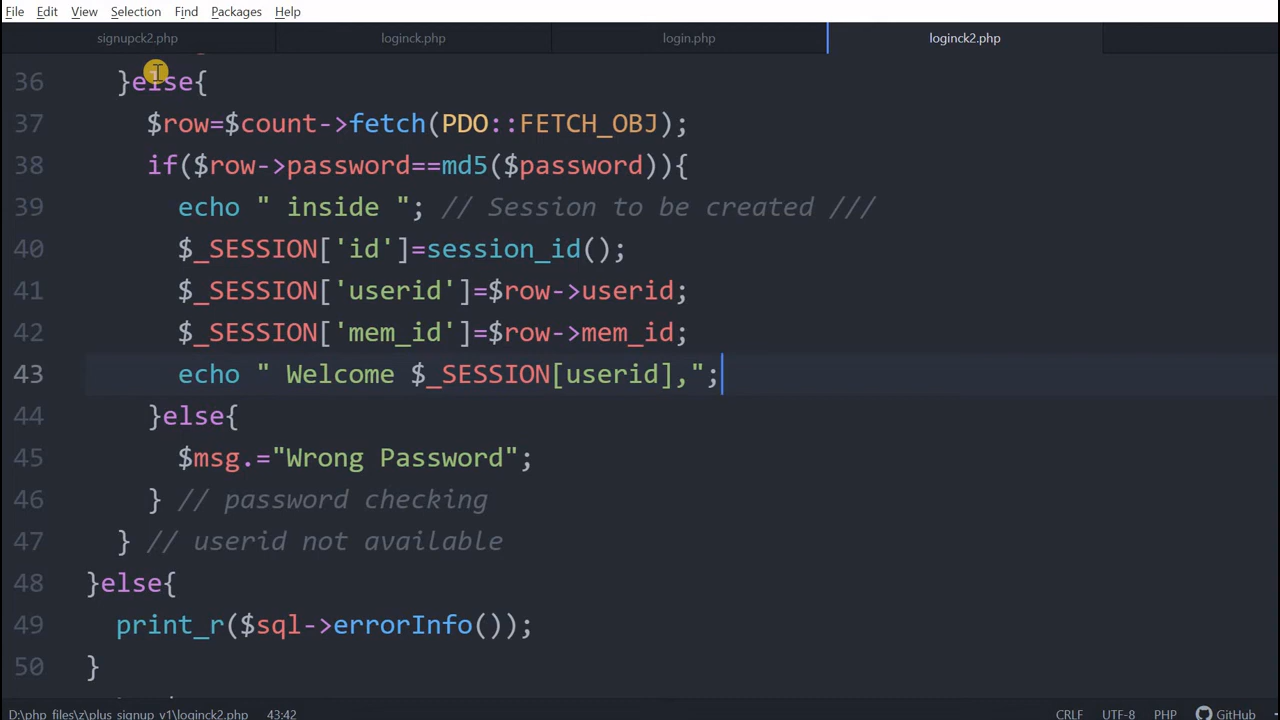 File Edit View Selection Find Packages Help
signupck2.php loginck.php login.php loginck2.php
36 }else{
37 $row=$count->fetch(PDO::FETCH_OBJ);
38 if($row->password==md5($password)){
39 echo " inside "; // Session to be created ///
40 $_SESSION['id']=session_id();
41 $_SESSION['userid']=$row->userid;
42 $_SESSION['mem_id']=$row->mem_id;
43 echo " Welcome $_SESSION[userid],";
44 }else{
45 $msg.="Wrong Password";
46 } // password checking
47 } // userid not available
48 }else{
49 print_r($sql->errorInfo());
50 }
D:\php_files\z\plus_signup_v1\loginck2.php 43:42 CRLF UTF-8 PHP GitHub